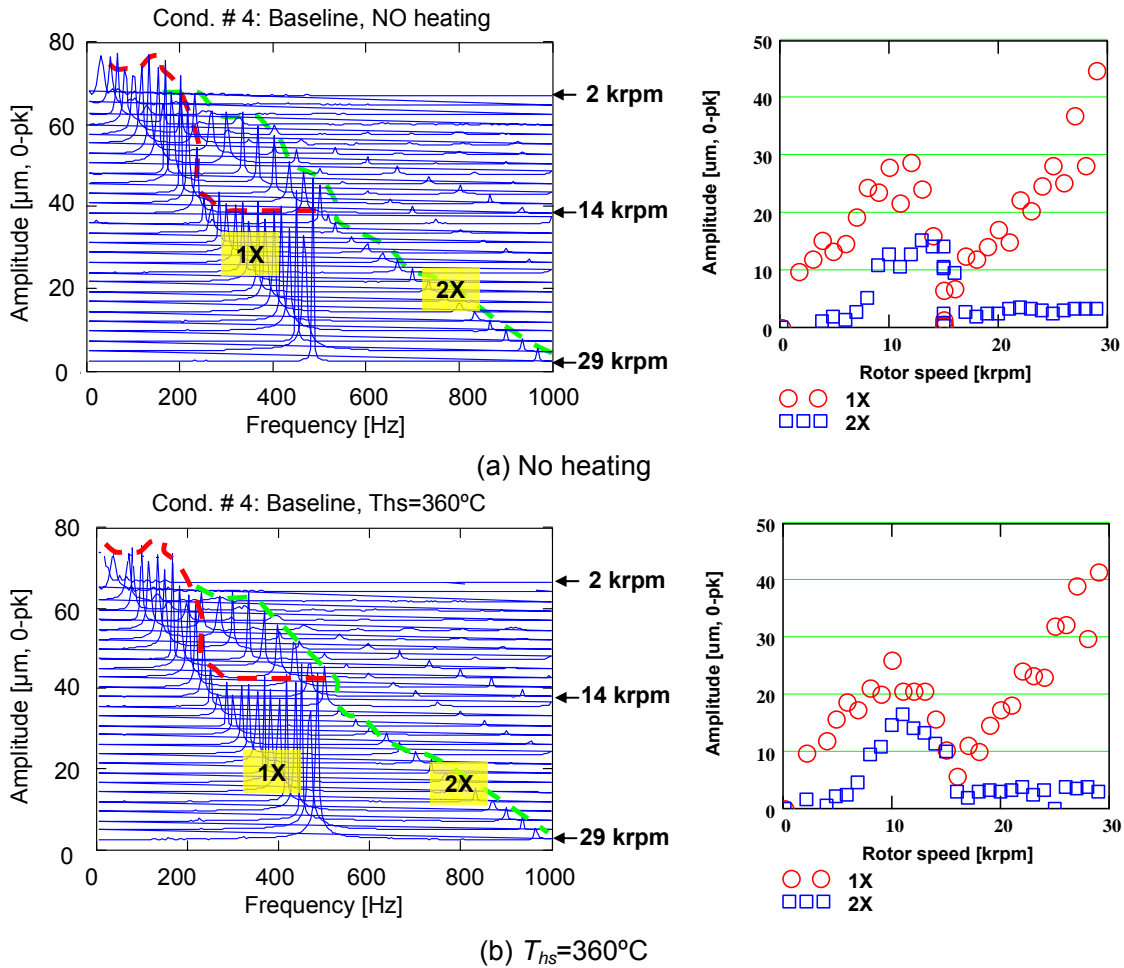 Cond. # 4: Baseline, NO heating
80
60
40
20
0
Amplitude [µm, 0-pk]
1X
2X
2 krpm
14 krpm
29 krpm
0 200 400 600 800 1000
Frequency [Hz]
50
40
30
20
10
0
Amplitude [µm, 0-pk]
0 10 20 30
Rotor speed [krpm]
1X
2X
(a) No heating
Cond. # 4: Baseline, Ths=360ºC
80
60
40
20
0
Amplitude [µm, 0-pk]
1X
2X
2 krpm
14 krpm
29 krpm
0 200 400 600 800 1000
Frequency [Hz]
50
40
30
20
10
0
Amplitude [µm, 0-pk]
0 10 20 30
Rotor speed [krpm]
1X
2X
(b) Ths=360ºC